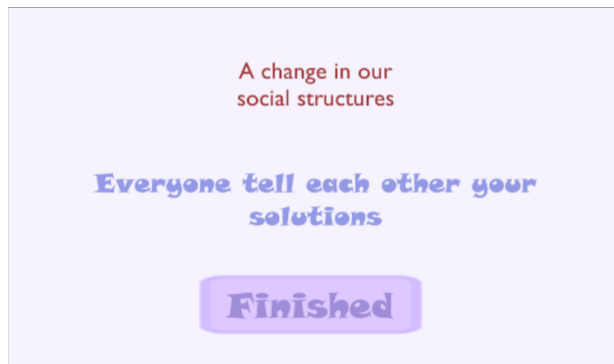 A change in our
social structures
Everyone tell each other your
solutions
Finished